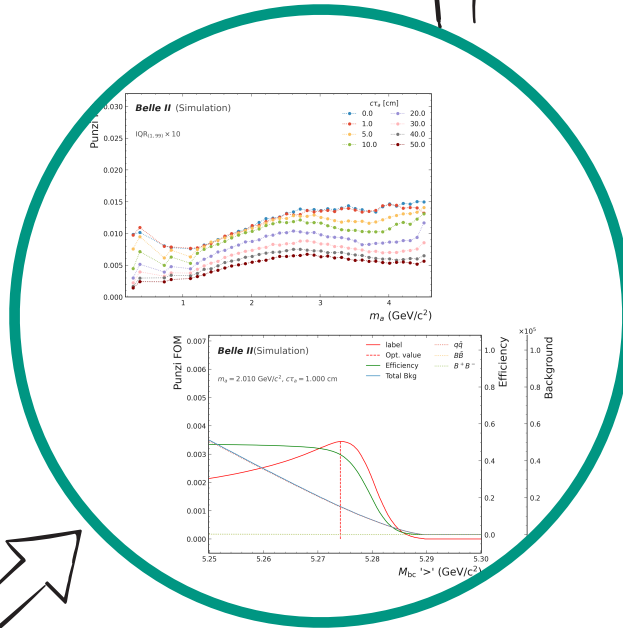 Belle II (Simulation)
IQR(1,99) × 10
cτa [cm]
0.0 20.0
1.0 30.0
5.0 40.0
10.0 50.0
0.030
0.025
0.020
0.015
0.010
0.005
0.000
0 1 2 3 4
ma (GeV/c²)
Punzi FOM
Belle II(Simulation)
ma = 2.010 GeV/c², cτa = 1.000 cm
label
Opt. value
Efficiency
Total Bkg
qq̄
BB̄
B⁺B⁻
0.007
0.006
0.005
0.004
0.003
0.002
0.001
0.000
5.25 5.26 5.27 5.28 5.29 5.30
Mbc '>' (GeV/c²)
Efficiency
1.0
0.8
0.6
0.4
0.2
0.0
×10⁵
Background
1.0
0.8
0.6
0.4
0.2